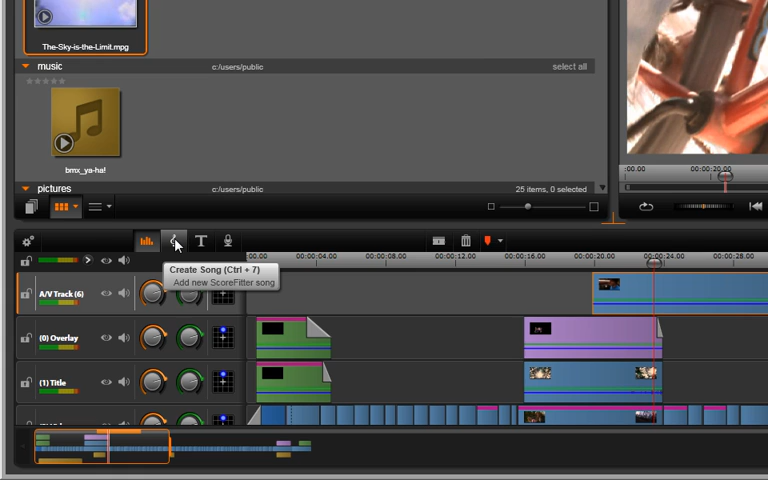 The-Sky-is-the-Limit.mpg
music c:/users/public select all
bmx_ya-ha!
pictures c:/users/public 25 items, 0 selected
:00.00 00:00:20.00
T
:00.00 00:00:04.00 00:00:08.00 00:00:12.00 00:00:16.00 00:00:20.00 00:00:24.00 00:00:28.00
Create Song (Ctrl + 7)
Add new ScoreFitter song
A/V Track (6)
(0) Overlay
(1) Title